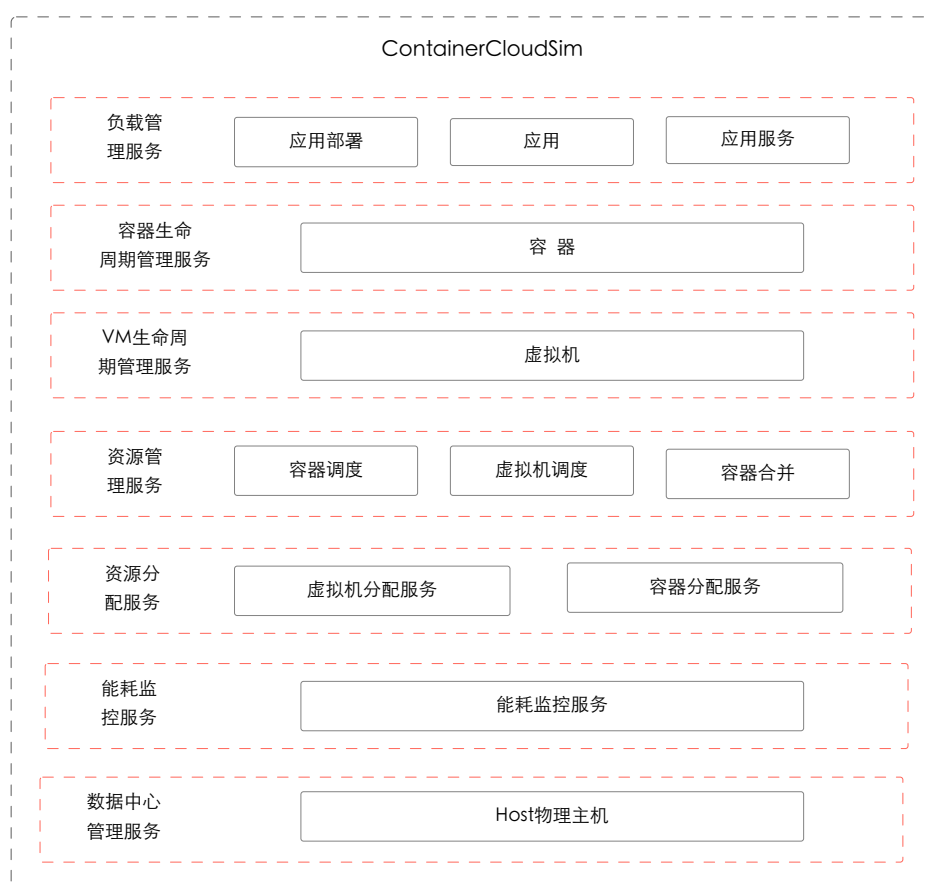 ContainerCloudSim
负载管
理服务
应用部署
应用
应用服务
容器生命
周期管理服务
容 器
VM生命周
期管理服务
虚拟机
资源管
理服务
容器调度
虚拟机调度
容器合并
资源分
配服务
虚拟机分配服务
容器分配服务
能耗监
控服务
能耗监控服务
数据中心
管理服务
Host物理主机